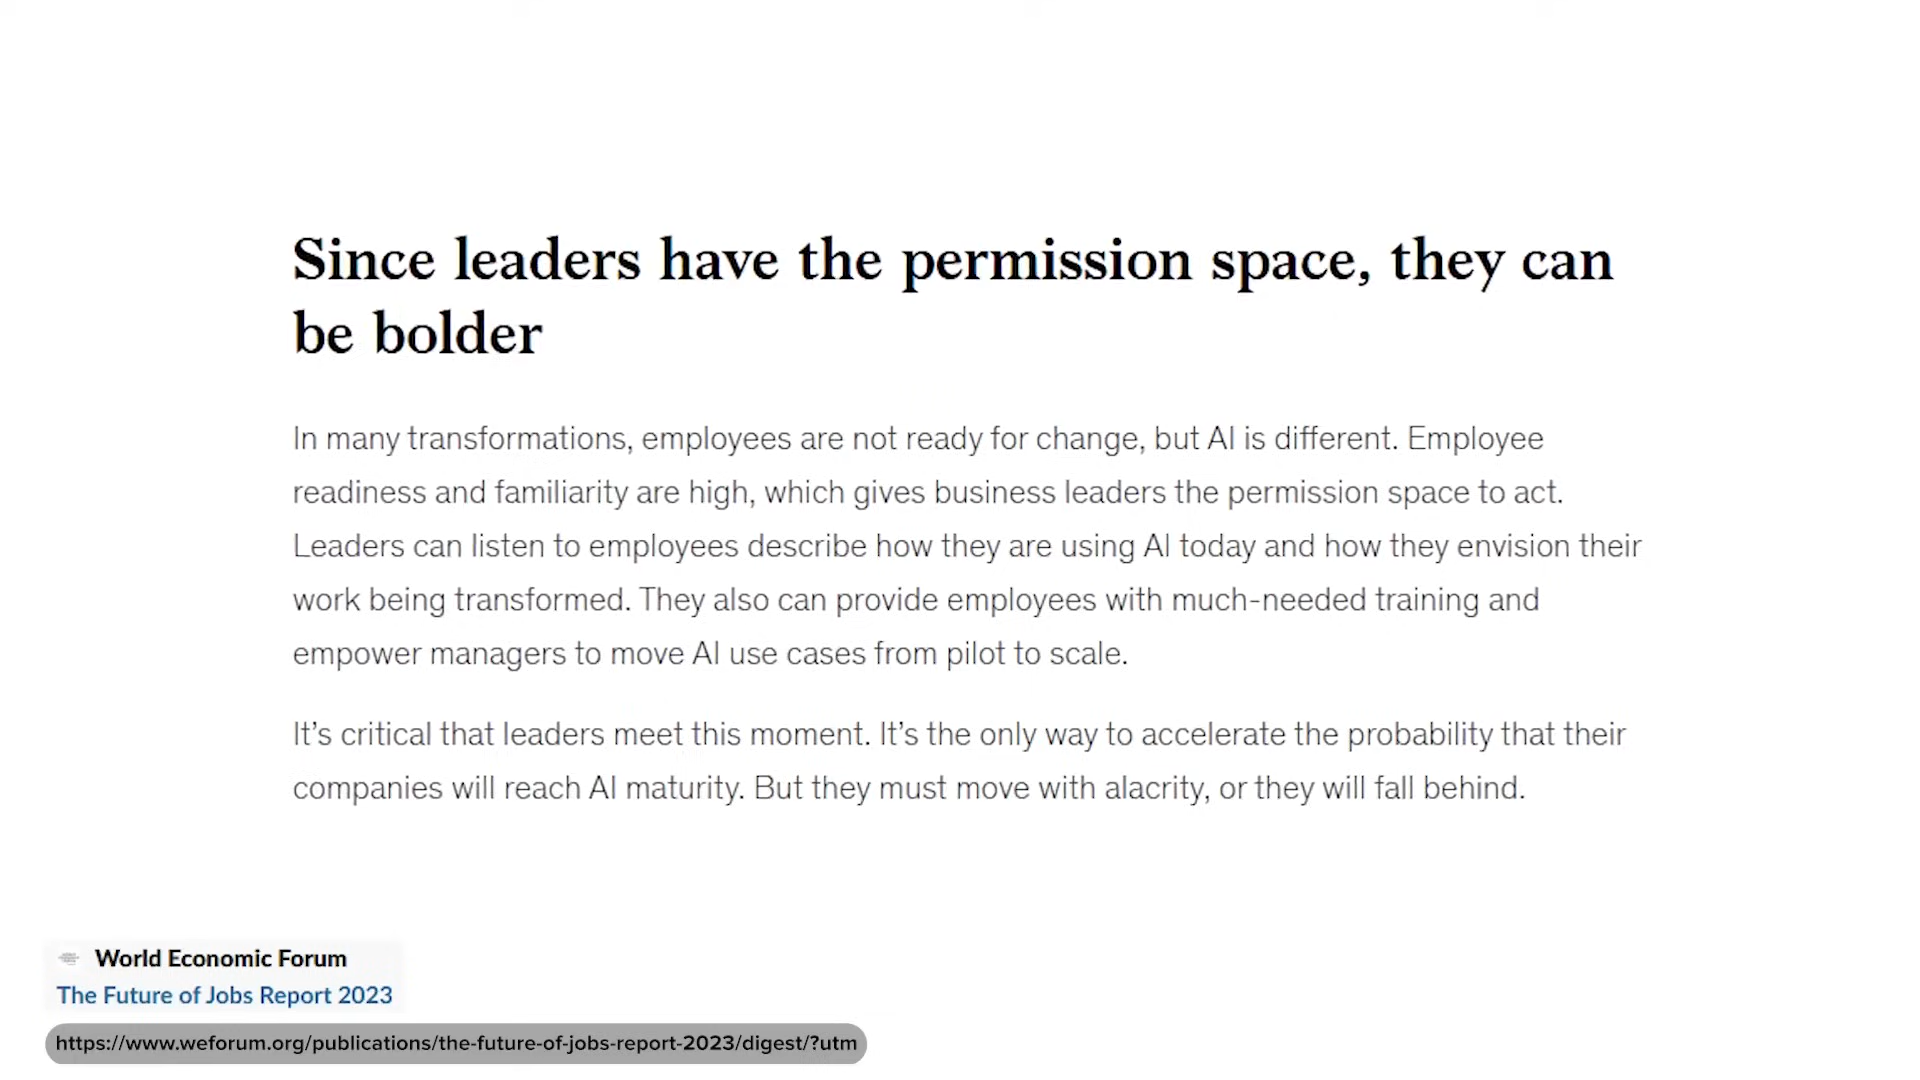 Since leaders have the permission space, they can
be bolder
In many transformations, employees are not ready for change, but AI is different. Employee
readiness and familiarity are high, which gives business leaders the permission space to act.
Leaders can listen to employees describe how they are using AI today and how they envision their
work being transformed. They also can provide employees with much-needed training and
empower managers to move AI use cases from pilot to scale.
It’s critical that leaders meet this moment. It’s the only way to accelerate the probability that their
companies will reach AI maturity. But they must move with alacrity, or they will fall behind.
World Economic Forum
The Future of Jobs Report 2023
https://www.weforum.org/publications/the-future-of-jobs-report-2023/digest/?utm